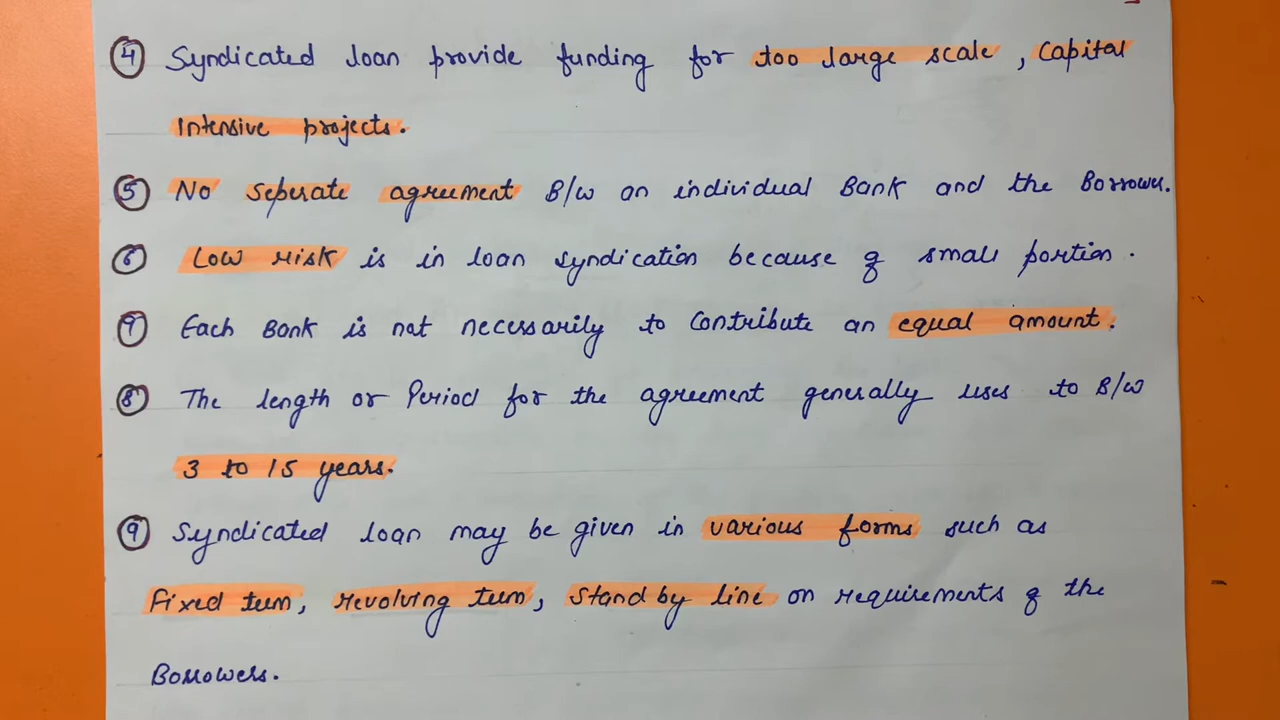 ④ Syndicated loan provide funding for too large scale, Capital
Intensive projects.
⑤ No seperate agreement B/w an individual Bank and the Borrower.
⑥ Low risk is in loan syndication because of small portion.
⑦ Each Bank is not necessarily to contribute an equal amount.
⑧ The length or Period for the agreement generally uses to B/w
3 to 15 years.
⑨ Syndicated loan may be given in various forms such as
Fixed term, revolving term, Stand by line on requirements of the
Borrowers.